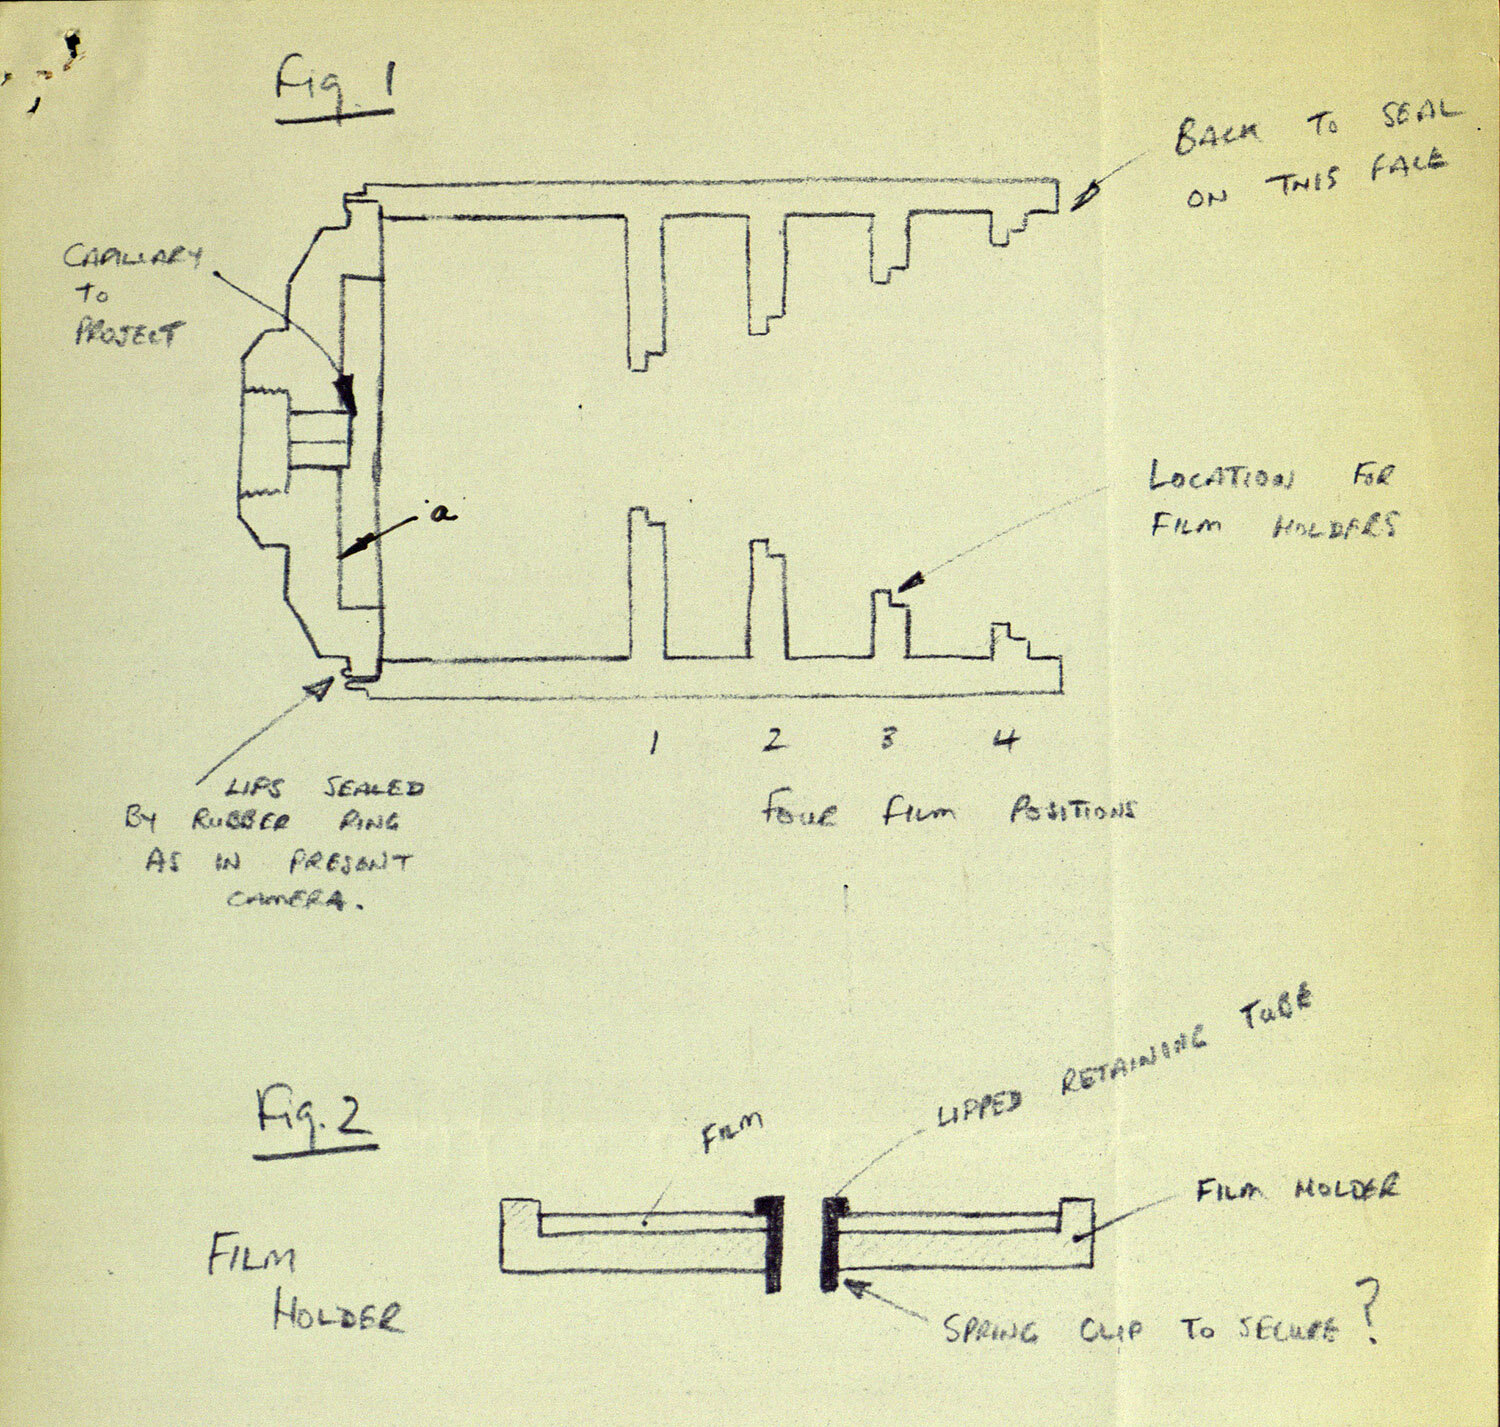 Fig. 1
BACK TO SEAL
ON THIS FACE
CAPILLARY
TO
PROJECT
'a'
LOCATION FOR
FILM HOLDERS
1 2 3 4
FOUR FILM POSITIONS
LIPS SEALED
BY RUBBER RING
AS IN PRESENT
CAMERA.
Fig. 2
FILM
HOLDER
FILM
LIPPED RETAINING TUBE
FILM HOLDER
SPRING CLIP TO SECURE?